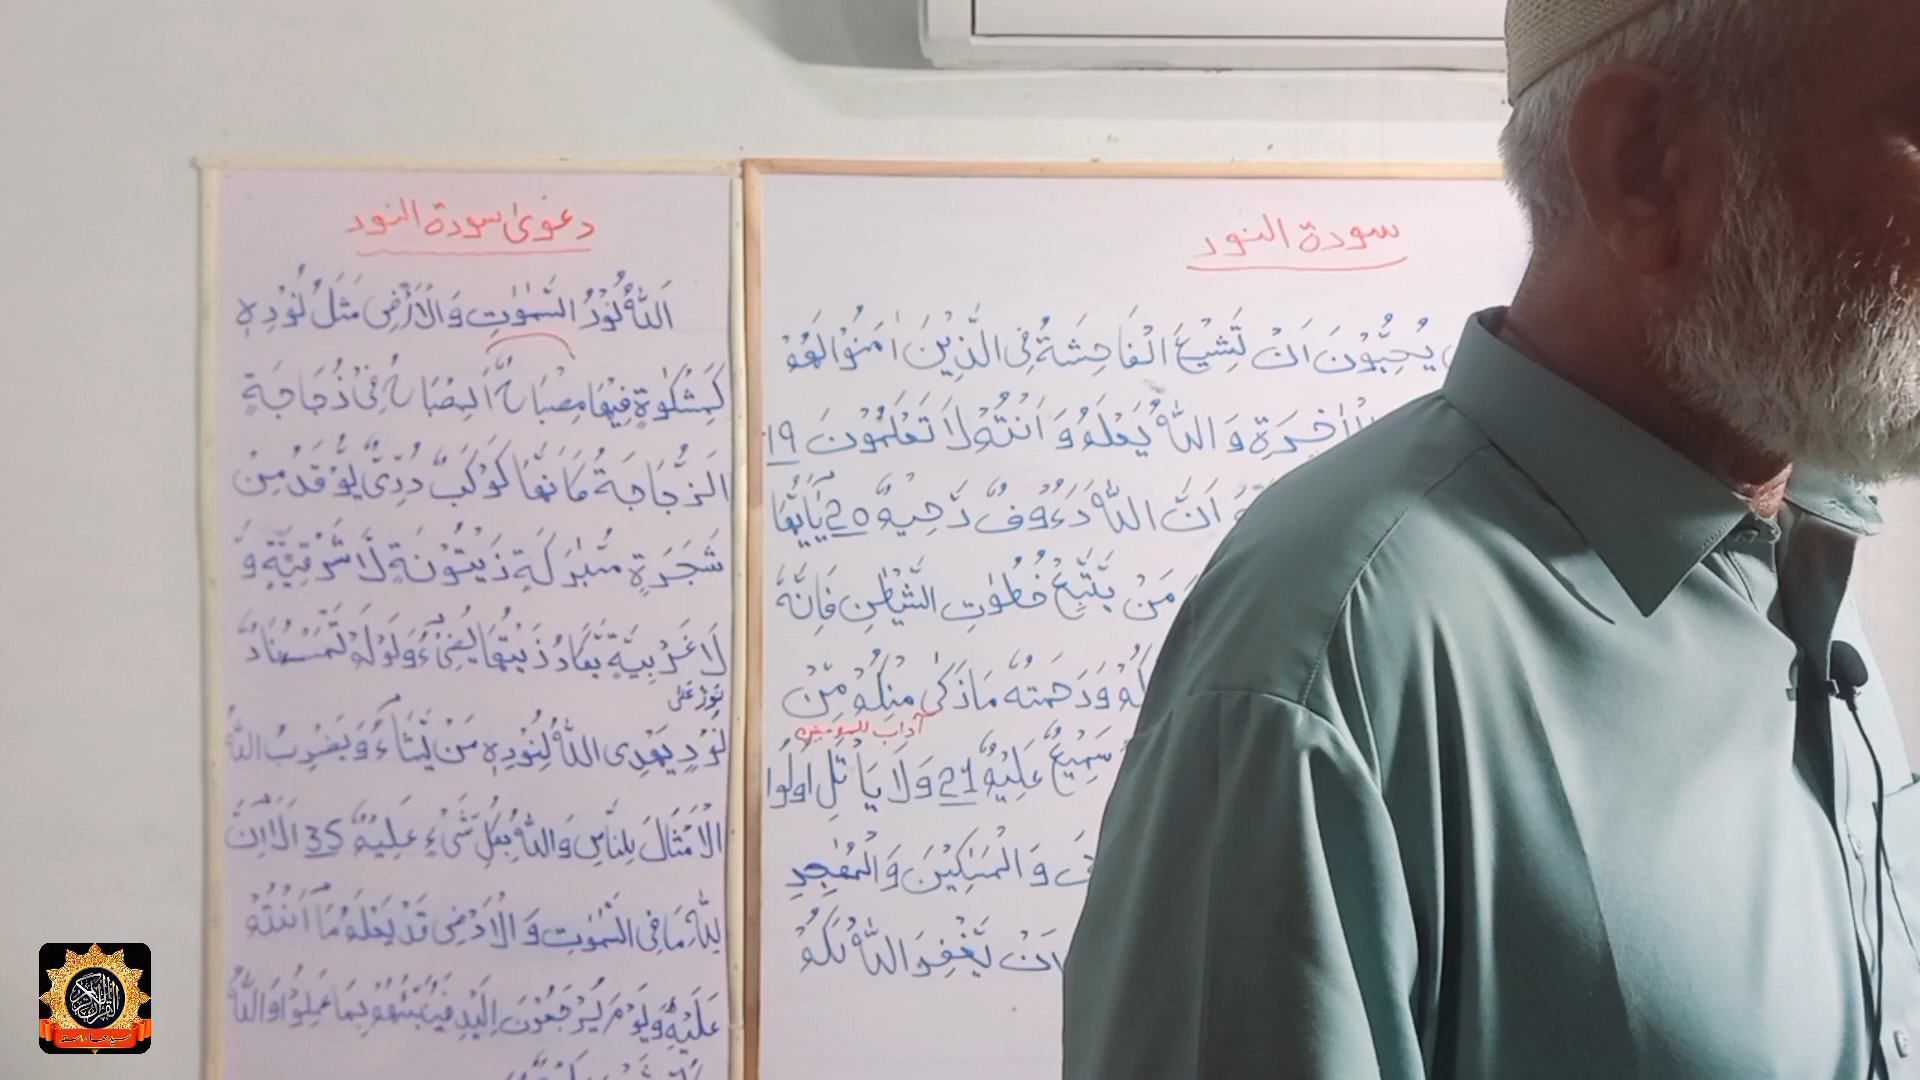 سورة النور
یُحِبُّوْنَ اَنْ تَشِیْعَ الْفَاحِشَةُ فِی الَّذِیْنَ اٰمَنُوْا لَهُمْ
الْاٰخِرَةِ وَ اللّٰهُ یَعْلَمُ وَ اَنْتُمْ لَا تَعْلَمُوْنَ 19
اَنَّ اللّٰهَ رَءُوْفٌ رَّحِیْمٌ 20 یٰۤاَیُّهَا
مَنْ یَّتَّبِعْ خُطُوٰتِ الشَّیْطٰنِ فَاِنَّهٗ
وَ رَحْمَتُهٗ مَا زَكٰی مِنْكُمْ مِّنْ
آداب للمومنین
سَمِیْعٌ عَلِیْمٌ 21 وَ لَا یَاْتَلِ اُولُوا
وَ الْمَسٰكِیْنَ وَ الْمُهٰجِرِ
اَنْ یَّغْفِرَ اللّٰهُ لَكُمْ
دعویٰ سورة النور
اَللّٰهُ نُوْرُ السَّمٰوٰتِ وَ الْاَرْضِ مَثَلُ نُوْرِهٖ
كَمِشْكٰوةٍ فِیْهَا مِصْبَاحٌ اَلْمِصْبَاحُ فِیْ زُجَاجَةٍ
اَلزُّجَاجَةُ كَاَنَّهَا كَوْكَبٌ دُرِّیٌّ یُّوْقَدُ مِنْ
شَجَرَةٍ مُّبٰرَكَةٍ زَیْتُوْنَةٍ لَّا شَرْقِیَّةٍ وَّ
لَا غَرْبِیَّةٍ یَّكَادُ زَیْتُهَا یُضِیْٓءُ وَ لَوْ لَمْ تَمْسَسْهُ نَارٌ
نُوْرٌ عَلٰی
نُوْرٍ یَهْدِی اللّٰهُ لِنُوْرِهٖ مَنْ یَّشَآءُ وَ یَضْرِبُ اللّٰهُ
الْاَمْثَالَ لِلنَّاسِ وَ اللّٰهُ بِكُلِّ شَیْءٍ عَلِیْمٌ 35 اَلَاۤ اِنَّ
لِلّٰهِ مَا فِی السَّمٰوٰتِ وَ الْاَرْضِ قَدْ یَعْلَمُ مَاۤ اَنْتُمْ
عَلَیْهِ وَ یَوْمَ یُرْجَعُوْنَ اِلَیْهِ فَیُنَبِّئُهُمْ بِمَا عَمِلُوْا وَ اللّٰهُ